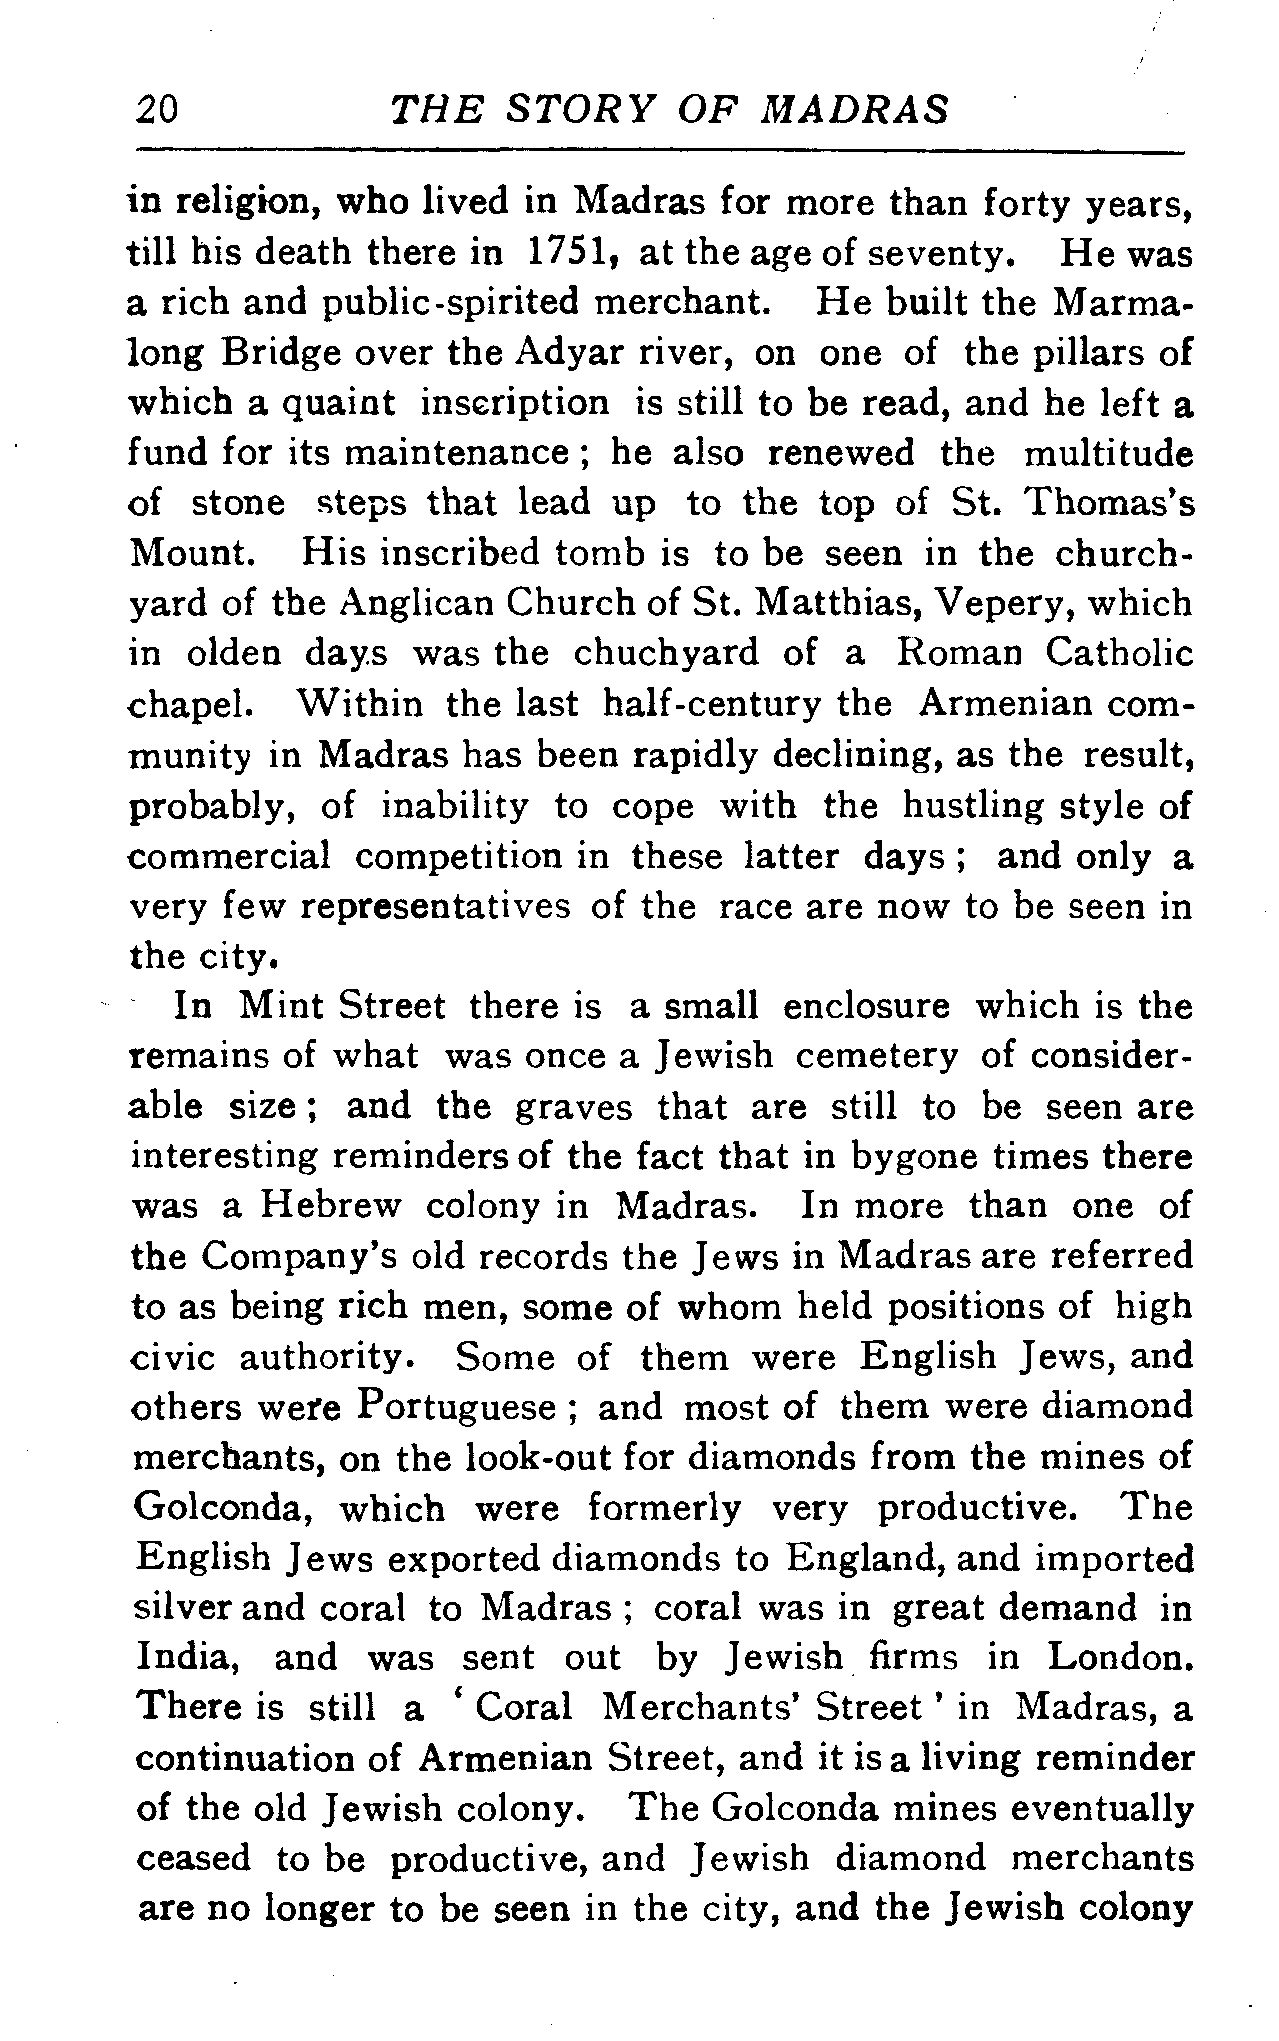 20 THE STORY OF MADRAS
in religion, who lived in Madras for more than forty years,
till his death there in 1751, at the age of seventy. He was
a rich and public-spirited merchant. He built the Marma-
long Bridge over the Adyar river, on one of the pillars of
which a quaint inscription is still to be read, and he left a
fund for its maintenance ; he also renewed the multitude
of stone steps that lead up to the top of St. Thomas's
Mount. His inscribed tomb is to be seen in the church-
yard of the Anglican Church of St. Matthias, Vepery, which
in olden days was the chuchyard of a Roman Catholic
chapel. Within the last half-century the Armenian com-
munity in Madras has been rapidly declining, as the result,
probably, of inability to cope with the hustling style of
commercial competition in these latter days ; and only a
very few representatives of the race are now to be seen in
the city.
In Mint Street there is a small enclosure which is the
remains of what was once a Jewish cemetery of consider-
able size ; and the graves that are still to be seen are
interesting reminders of the fact that in bygone times there
was a Hebrew colony in Madras. In more than one of
the Company's old records the Jews in Madras are referred
to as being rich men, some of whom held positions of high
civic authority. Some of them were English Jews, and
others were Portuguese ; and most of them were diamond
merchants, on the look-out for diamonds from the mines of
Golconda, which were formerly very productive. The
English Jews exported diamonds to England, and imported
silver and coral to Madras ; coral was in great demand in
India, and was sent out by Jewish firms in London.
There is still a ‘ Coral Merchants' Street ’ in Madras, a
continuation of Armenian Street, and it is a living reminder
of the old Jewish colony. The Golconda mines eventually
ceased to be productive, and Jewish diamond merchants
are no longer to be seen in the city, and the Jewish colony